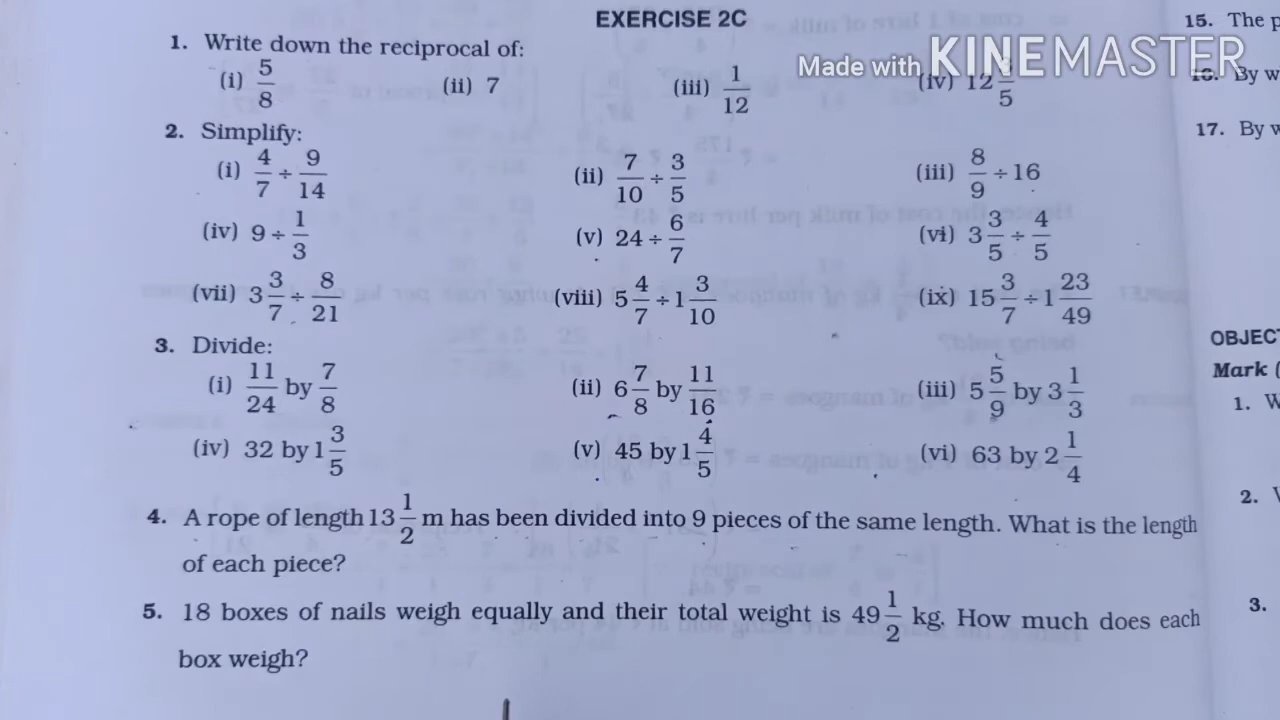 EXERCISE 2C
1. Write down the reciprocal of:
(i) 5/8 (ii) 7 (iii) 1/12 (iv) 12 /5
2. Simplify:
(i) 4/7 ÷ 9/14 (ii) 7/10 ÷ 3/5 (iii) 8/9 ÷ 16
(iv) 9 ÷ 1/3 (v) 24 ÷ 6/7 (vi) 3 3/5 ÷ 4/5
(vii) 3 3/7 ÷ 8/21 (viii) 5 4/7 ÷ 1 3/10 (ix) 15 3/7 ÷ 1 23/49
3. Divide:
(i) 11/24 by 7/8 (ii) 6 7/8 by 11/16 (iii) 5 5/9 by 3 1/3
(iv) 32 by 1 3/5 (v) 45 by 1 4/5 (vi) 63 by 2 1/4
4. A rope of length 13 1/2 m has been divided into 9 pieces of the same length. What is the length
of each piece?
5. 18 boxes of nails weigh equally and their total weight is 49 1/2 kg. How much does each
box weigh?
Made with KINEMASTER
15. The
By
17. By
OBJEC
Mark (
1.
2.
3.